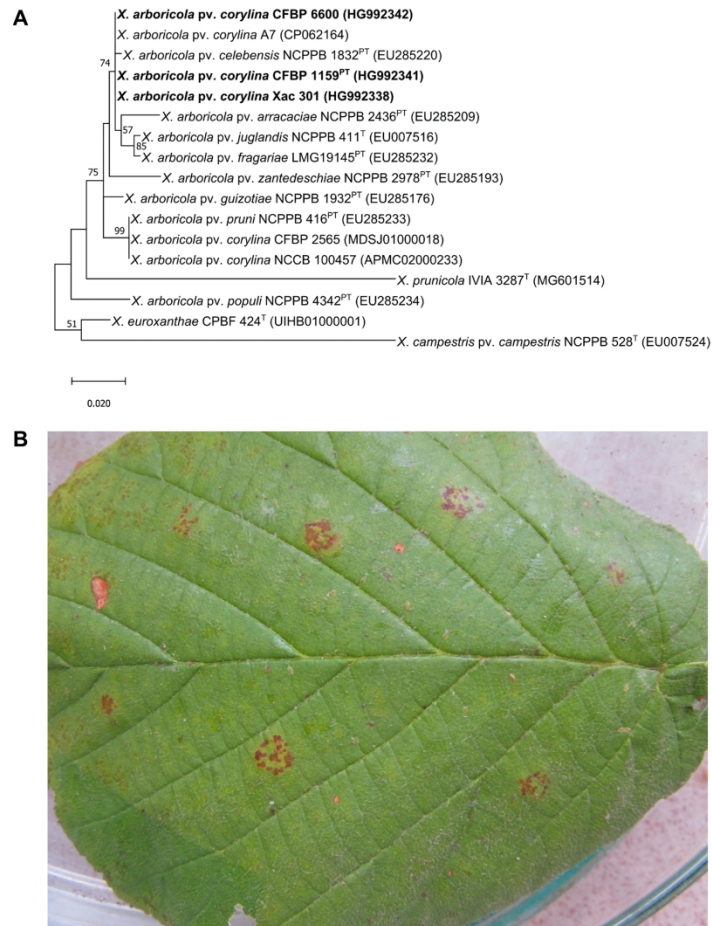 A
X. arboricola pv. corylina CFBP 6600 (HG992342)
X. arboricola pv. corylina A7 (CP062164)
X. arboricola pv. celebensis NCPPB 1832ᴾᵀ (EU285220)
74
X. arboricola pv. corylina CFBP 1159ᴾᵀ (HG992341)
X. arboricola pv. corylina Xac 301 (HG992338)
X. arboricola pv. arracaciae NCPPB 2436ᴾᵀ (EU285209)
57
X. arboricola pv. juglandis NCPPB 411ᵀ (EU007516)
85
X. arboricola pv. fragariae LMG19145ᴾᵀ (EU285232)
75
X. arboricola pv. zantedeschiae NCPPB 2978ᴾᵀ (EU285193)
X. arboricola pv. guizotiae NCPPB 1932ᴾᵀ (EU285176)
X. arboricola pv. pruni NCPPB 416ᴾᵀ (EU285233)
99
X. arboricola pv. corylina CFBP 2565 (MDSJ01000018)
X. arboricola pv. corylina NCCB 100457 (APMC02000233)
X. prunicola IVIA 3287ᵀ (MG601514)
X. arboricola pv. populi NCPPB 4342ᴾᵀ (EU285234)
51
X. euroxanthae CPBF 424ᵀ (UIHB01000001)
X. campestris pv. campestris NCPPB 528ᵀ (EU007524)
0.020
B